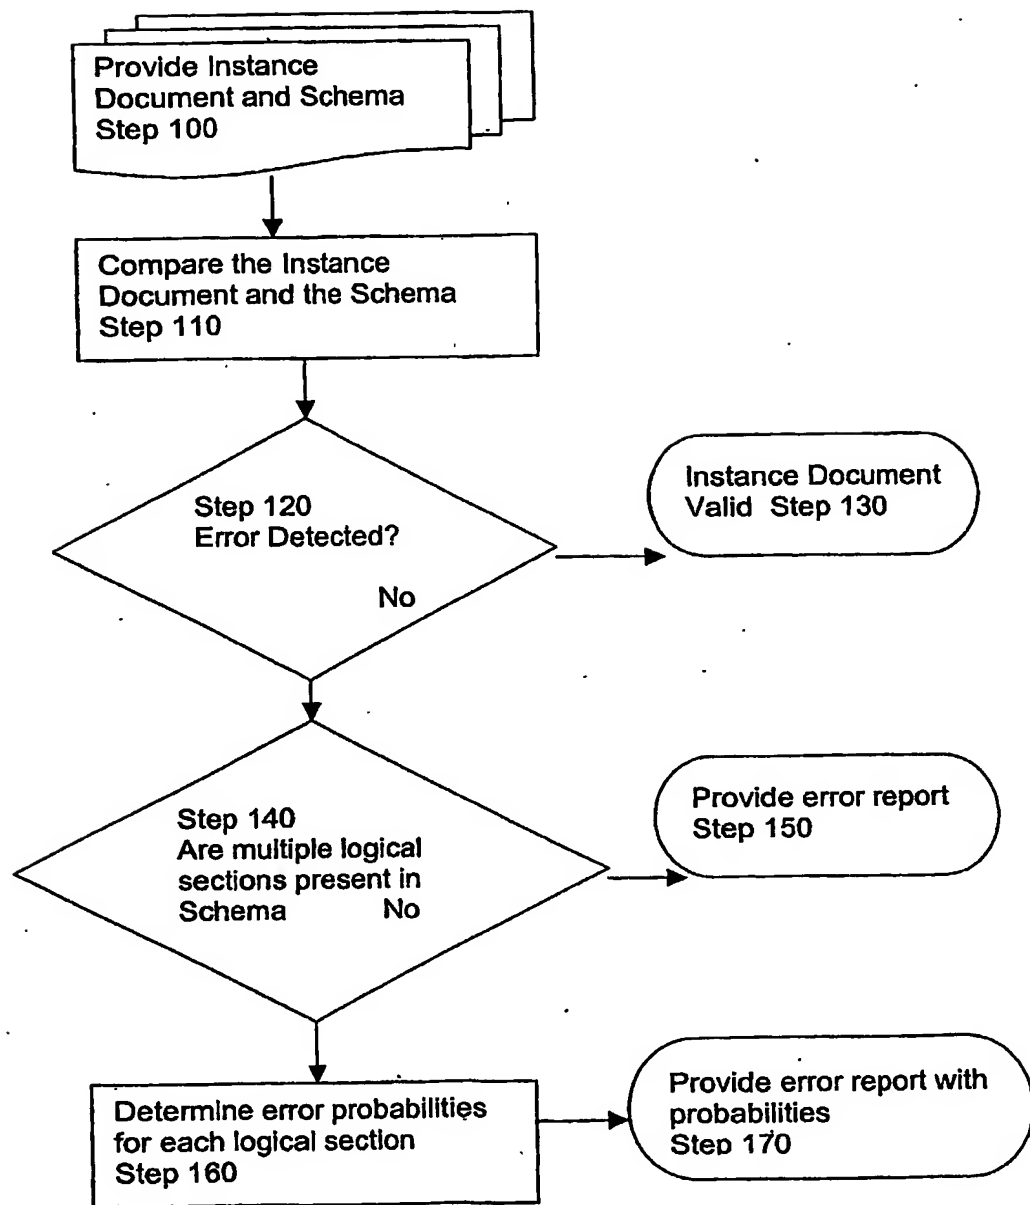 Provide Instance
Document and Schema
Step 100
Compare the Instance
Document and the Schema
Step 110
Step 120
Error Detected?
No
Instance Document
Valid Step 130
Step 140
Are multiple logical
sections present in
Schema No
Provide error report
Step 150
Determine error probabilities
for each logical section
Step 160
Provide error report with
probabilities
Step 170